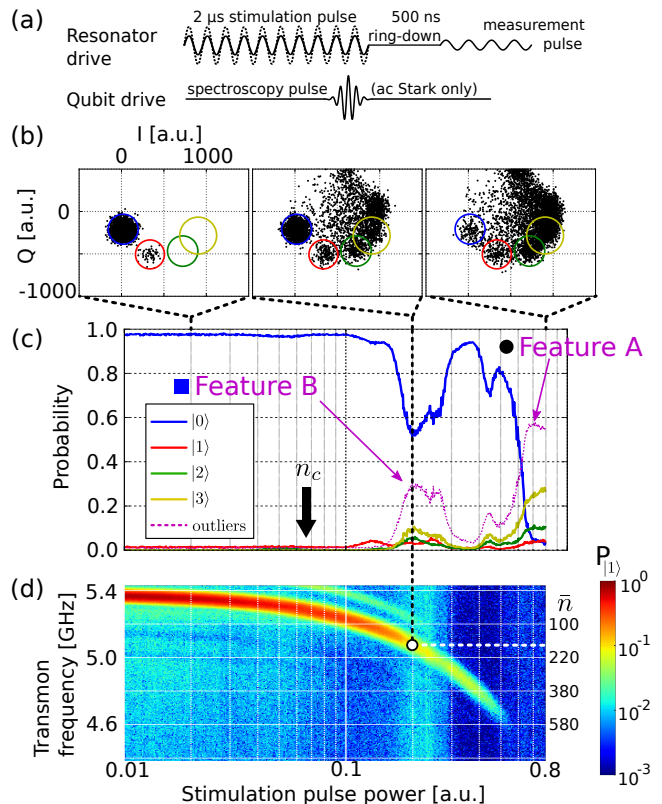 (a)
2 μs stimulation pulse
500 ns
ring-down
measurement
pulse
Resonator
drive
Qubit drive
spectroscopy pulse
(ac Stark only)
(b)
I [a.u.]
0
1000
Q [a.u.]
0
-1000
(c)
Probability
1.0
0.8
0.6
0.4
0.2
0.0
Feature A
Feature B
|0⟩
|1⟩
|2⟩
|3⟩
outliers
n_c
(d)
Transmon
frequency [GHz]
5.4
5.0
4.6
n̄
100
220
380
580
P|1⟩
10^0
10^-1
10^-2
10^-3
0.01
0.1
0.8
Stimulation pulse power [a.u.]